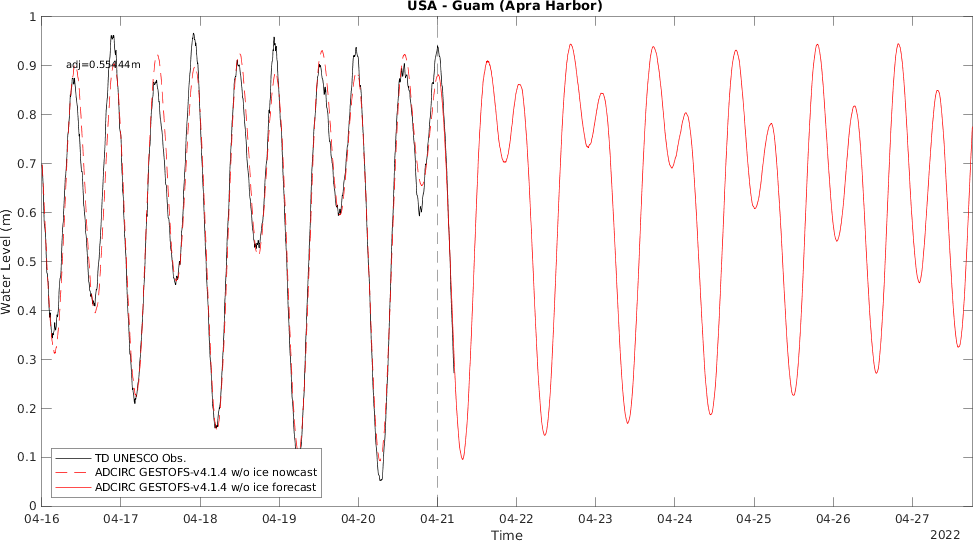 USA - Guam (Apra Harbor)
1
0.9
0.8
0.7
0.6
0.5
0.4
0.3
0.2
0.1
0
Water Level (m)
adj=0.55444m
TD UNESCO Obs.
ADCIRC GESTOFS-v4.1.4 w/o ice nowcast
ADCIRC GESTOFS-v4.1.4 w/o ice forecast
04-16 04-17 04-18 04-19 04-20 04-21 04-22 04-23 04-24 04-25 04-26 04-27
Time
2022